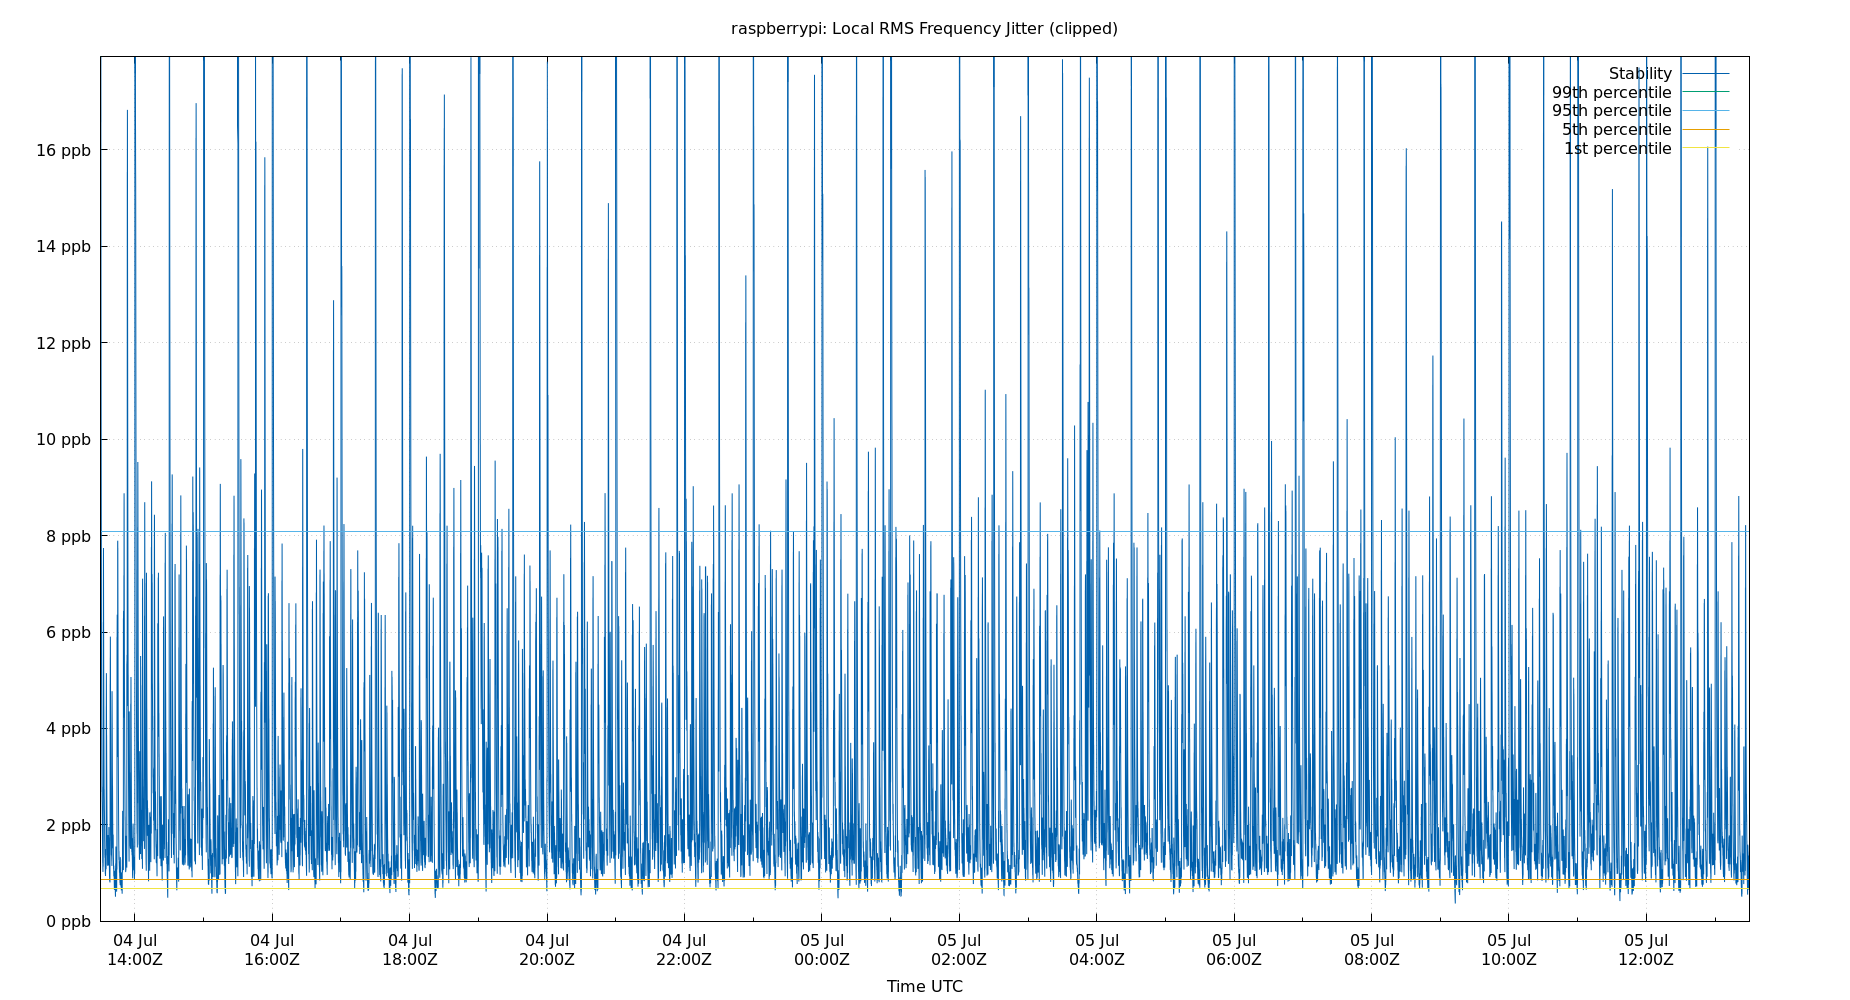 raspberrypi: Local RMS Frequency Jitter (clipped)
Stability
99th percentile
95th percentile
5th percentile
1st percentile
16 ppb
14 ppb
12 ppb
10 ppb
8 ppb
6 ppb
4 ppb
2 ppb
0 ppb
04 Jul 04 Jul 04 Jul 04 Jul 04 Jul 05 Jul 05 Jul 05 Jul 05 Jul 05 Jul 05 Jul 05 Jul
14:00Z 16:00Z 18:00Z 20:00Z 22:00Z 00:00Z 02:00Z 04:00Z 06:00Z 08:00Z 10:00Z 12:00Z
Time UTC